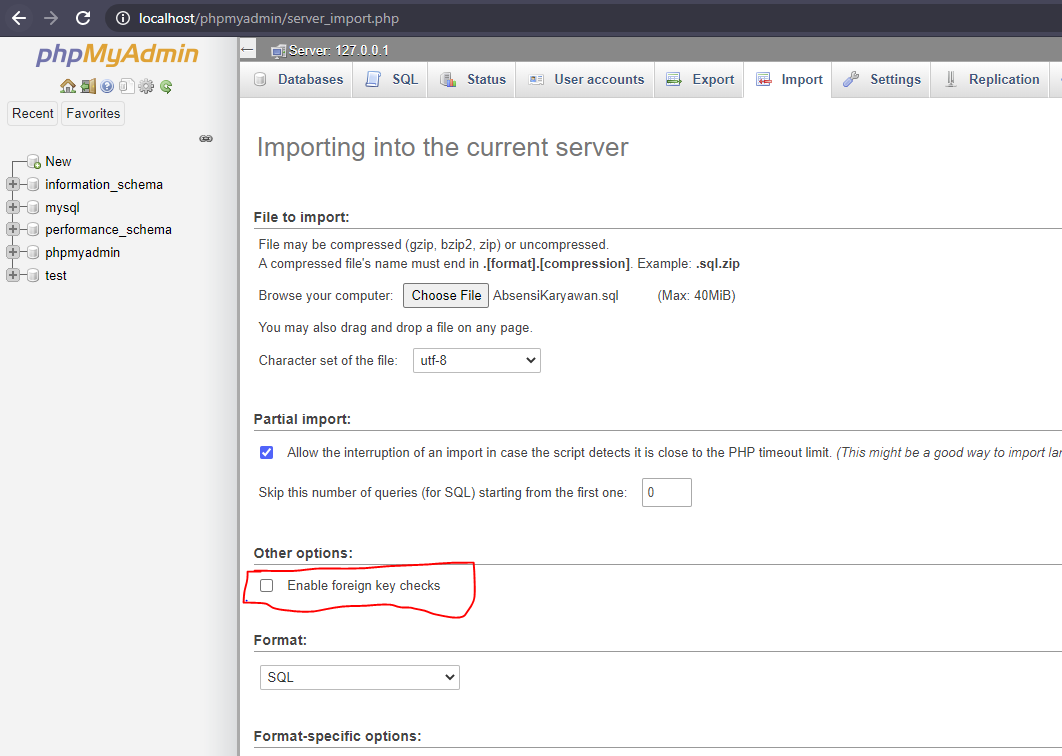 localhost/phpmyadmin/server_import.php
phpMyAdmin
Recent Favorites
New
information_schema
mysql
performance_schema
phpmyadmin
test
Server: 127.0.0.1
Databases SQL Status User accounts Export Import Settings Replication
Importing into the current server
File to import:
File may be compressed (gzip, bzip2, zip) or uncompressed.
A compressed file's name must end in .[format].[compression]. Example: .sql.zip
Browse your computer: Choose File AbsensiKaryawan.sql (Max: 40MiB)
You may also drag and drop a file on any page.
Character set of the file: utf-8
Partial import:
Allow the interruption of an import in case the script detects it is close to the PHP timeout limit. (This might be a good way to import
Skip this number of queries (for SQL) starting from the first one: 0
Other options:
Enable foreign key checks
Format:
SQL
Format-specific options: